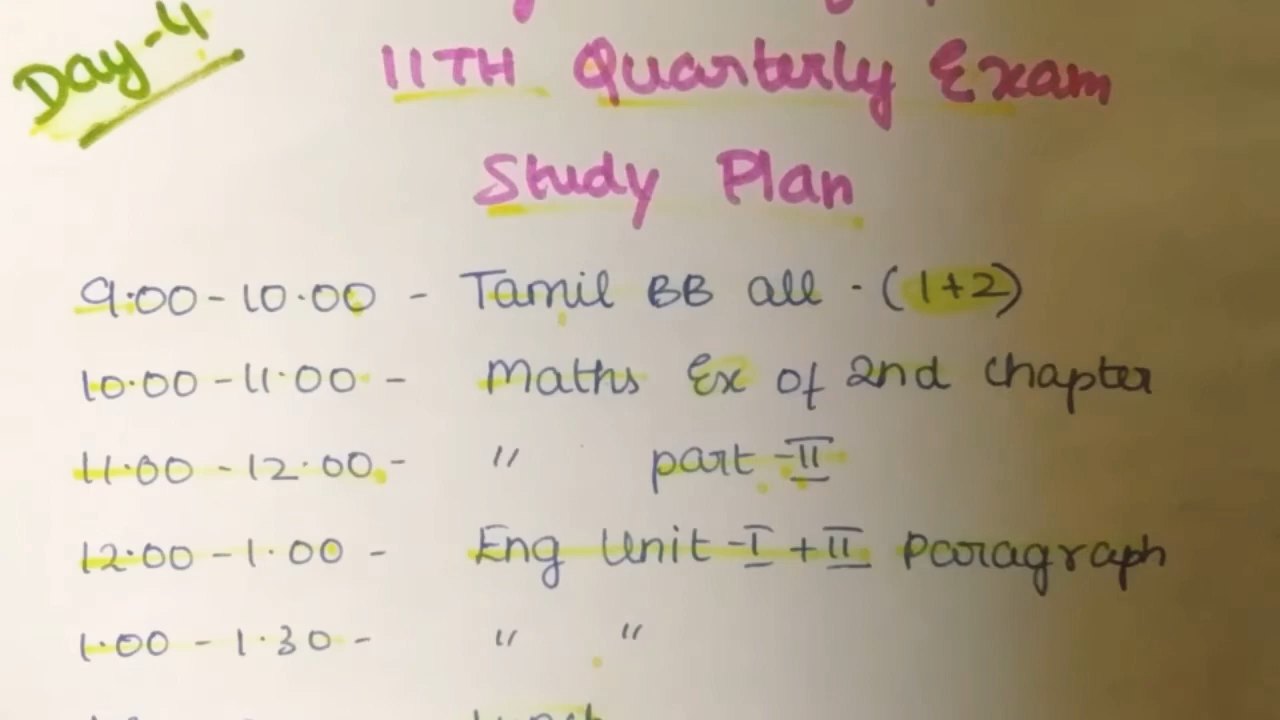 Day-4
11TH Quarterly Exam
Study Plan
9:00-10.00 - Tamil BB all - (1+2)
10:00-11:00 - Maths Ex of 2nd chapter
11:00-12:00 - " part-II
12:00-1.00 - Eng Unit-I+II Paragraph
1.00-1.30 - " "